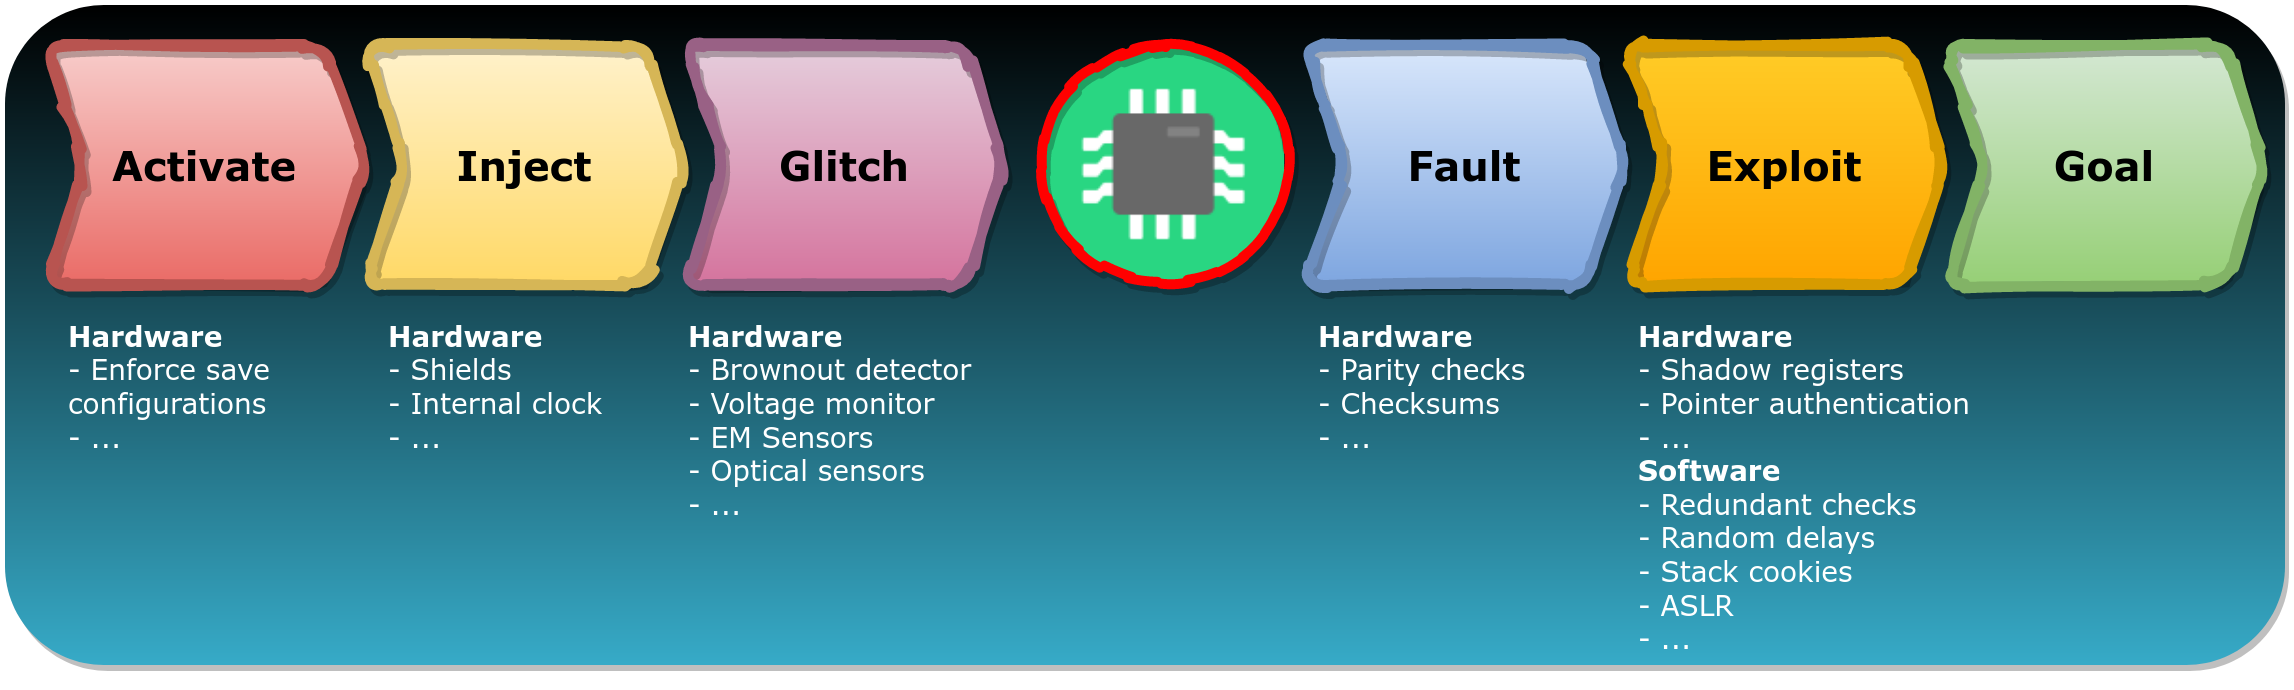 Activate
Inject
Glitch
Fault
Exploit
Goal
Hardware
- Enforce save
configurations
- ...
Hardware
- Shields
- Internal clock
- ...
Hardware
- Brownout detector
- Voltage monitor
- EM Sensors
- Optical sensors
- ...
Hardware
- Parity checks
- Checksums
- ...
Hardware
- Shadow registers
- Pointer authentication
- ...
Software
- Redundant checks
- Random delays
- Stack cookies
- ASLR
- ...